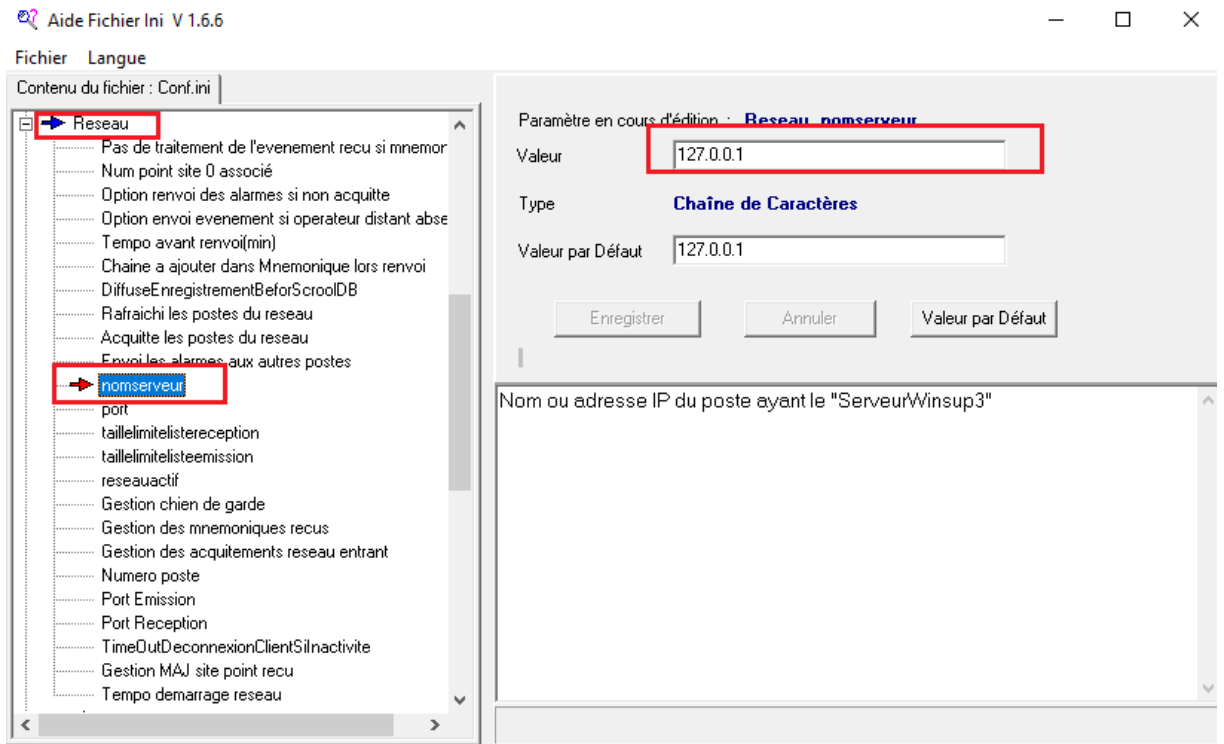 Aide Fichier Ini V 1.6.6
Fichier Langue
Contenu du fichier : Conf.ini
Reseau
Pas de traitement de l'evenement recu si mnemor
Num point site 0 associé
Option renvoi des alarmes si non acquitte
Option envoi evenement si operateur distant abse
Tempo avant renvoi(min)
Chaine a ajouter dans Mnemonique lors renvoi
DiffuseEnregistrementBeforScroolDB
Rafraichi les postes du reseau
Acquitte les postes du reseau
Envoi les alarmes aux autres postes
nomserveur
port
taillelimitelistereception
taillelimitelisteemission
reseauactif
Gestion chien de garde
Gestion des mnemoniques recus
Gestion des acquitements reseau entrant
Numero poste
Port Emission
Port Reception
TimeOutDeconnexionClientSiInactivite
Gestion MAJ site point recu
Tempo demarrage reseau
Paramètre en cours d'édition : Reseau nomserveur
Valeur 127.0.0.1
Type Chaîne de Caractères
Valeur par Défaut 127.0.0.1
Enregistrer Annuler Valeur par Défaut
Nom ou adresse IP du poste ayant le "ServeurWinsup3"